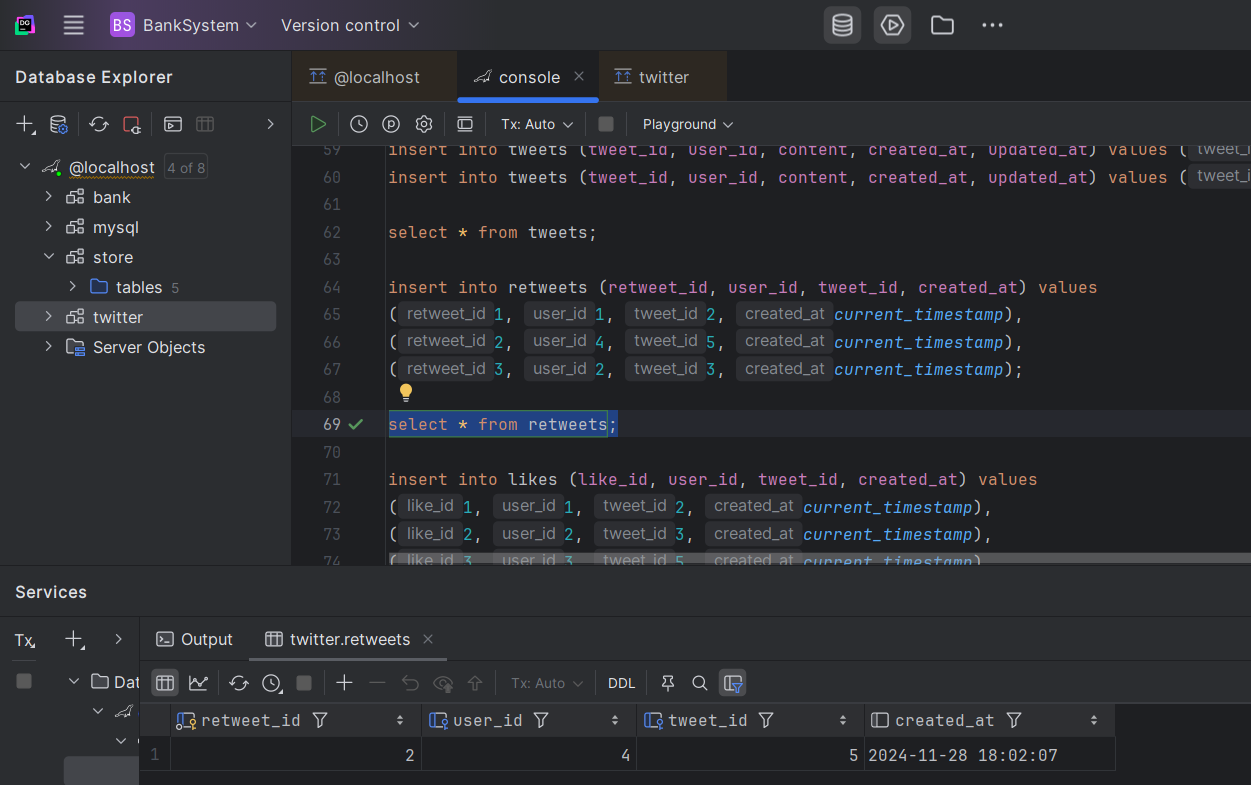 BS BankSystem Version control
Database Explorer
@localhost console twitter
Tx: Auto Playground
@localhost 4 of 8
bank
mysql
store
tables 5
twitter
Server Objects
59 insert into tweets (tweet_id, user_id, content, created_at, updated_at) values ( tweet_i
60 insert into tweets (tweet_id, user_id, content, created_at, updated_at) values ( tweet_i
61
62 select * from tweets;
63
64 insert into retweets (retweet_id, user_id, tweet_id, created_at) values
65 ( retweet_id 1, user_id 1, tweet_id 2, created_at current_timestamp),
66 ( retweet_id 2, user_id 4, tweet_id 5, created_at current_timestamp),
67 ( retweet_id 3, user_id 2, tweet_id 3, created_at current_timestamp);
68
69 select * from retweets;
70
71 insert into likes (like_id, user_id, tweet_id, created_at) values
72 ( like_id 1, user_id 1, tweet_id 2, created_at current_timestamp),
73 ( like_id 2, user_id 2, tweet_id 3, created_at current_timestamp),
74 ( like_id 3, user_id 3, tweet_id 5, created_at current_timestamp)
Services
Tx
Output twitter.retweets
Dat
Tx: Auto DDL
retweet_id user_id tweet_id created_at
1 2 4 5 2024-11-28 18:02:07